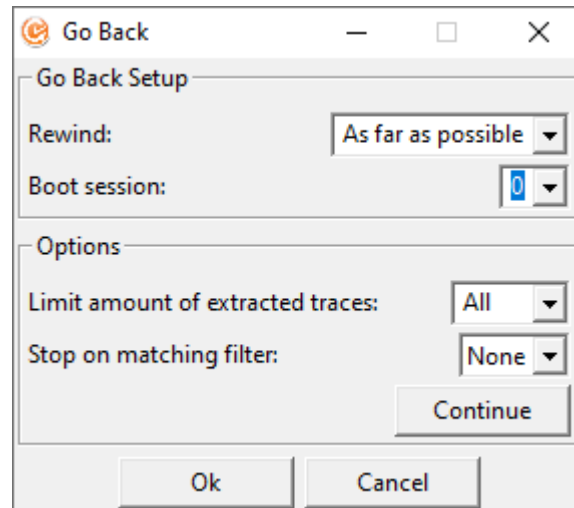 Go Back
Go Back Setup
Rewind: As far as possible
Boot session: 0
Options
Limit amount of extracted traces: All
Stop on matching filter: None
Continue
Ok Cancel